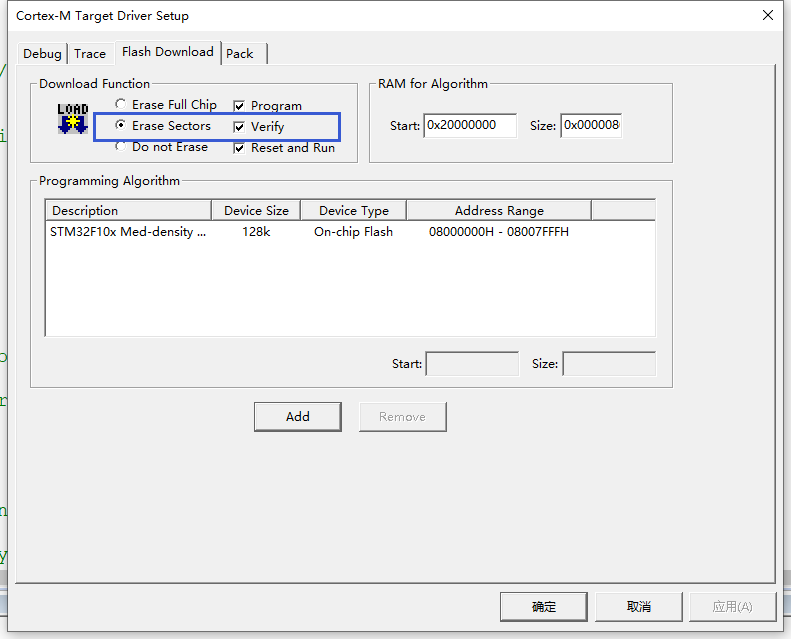 Cortex-M Target Driver Setup
Debug Trace Flash Download Pack
Download Function
LOAD
Erase Full Chip Program
Erase Sectors Verify
Do not Erase Reset and Run
RAM for Algorithm
Start: 0x20000000 Size: 0x000008
Programming Algorithm
Description Device Size Device Type Address Range
STM32F10x Med-density ... 128k On-chip Flash 08000000H - 08007FFFH
Start: Size:
Add Remove
确定 取消 应用(A)